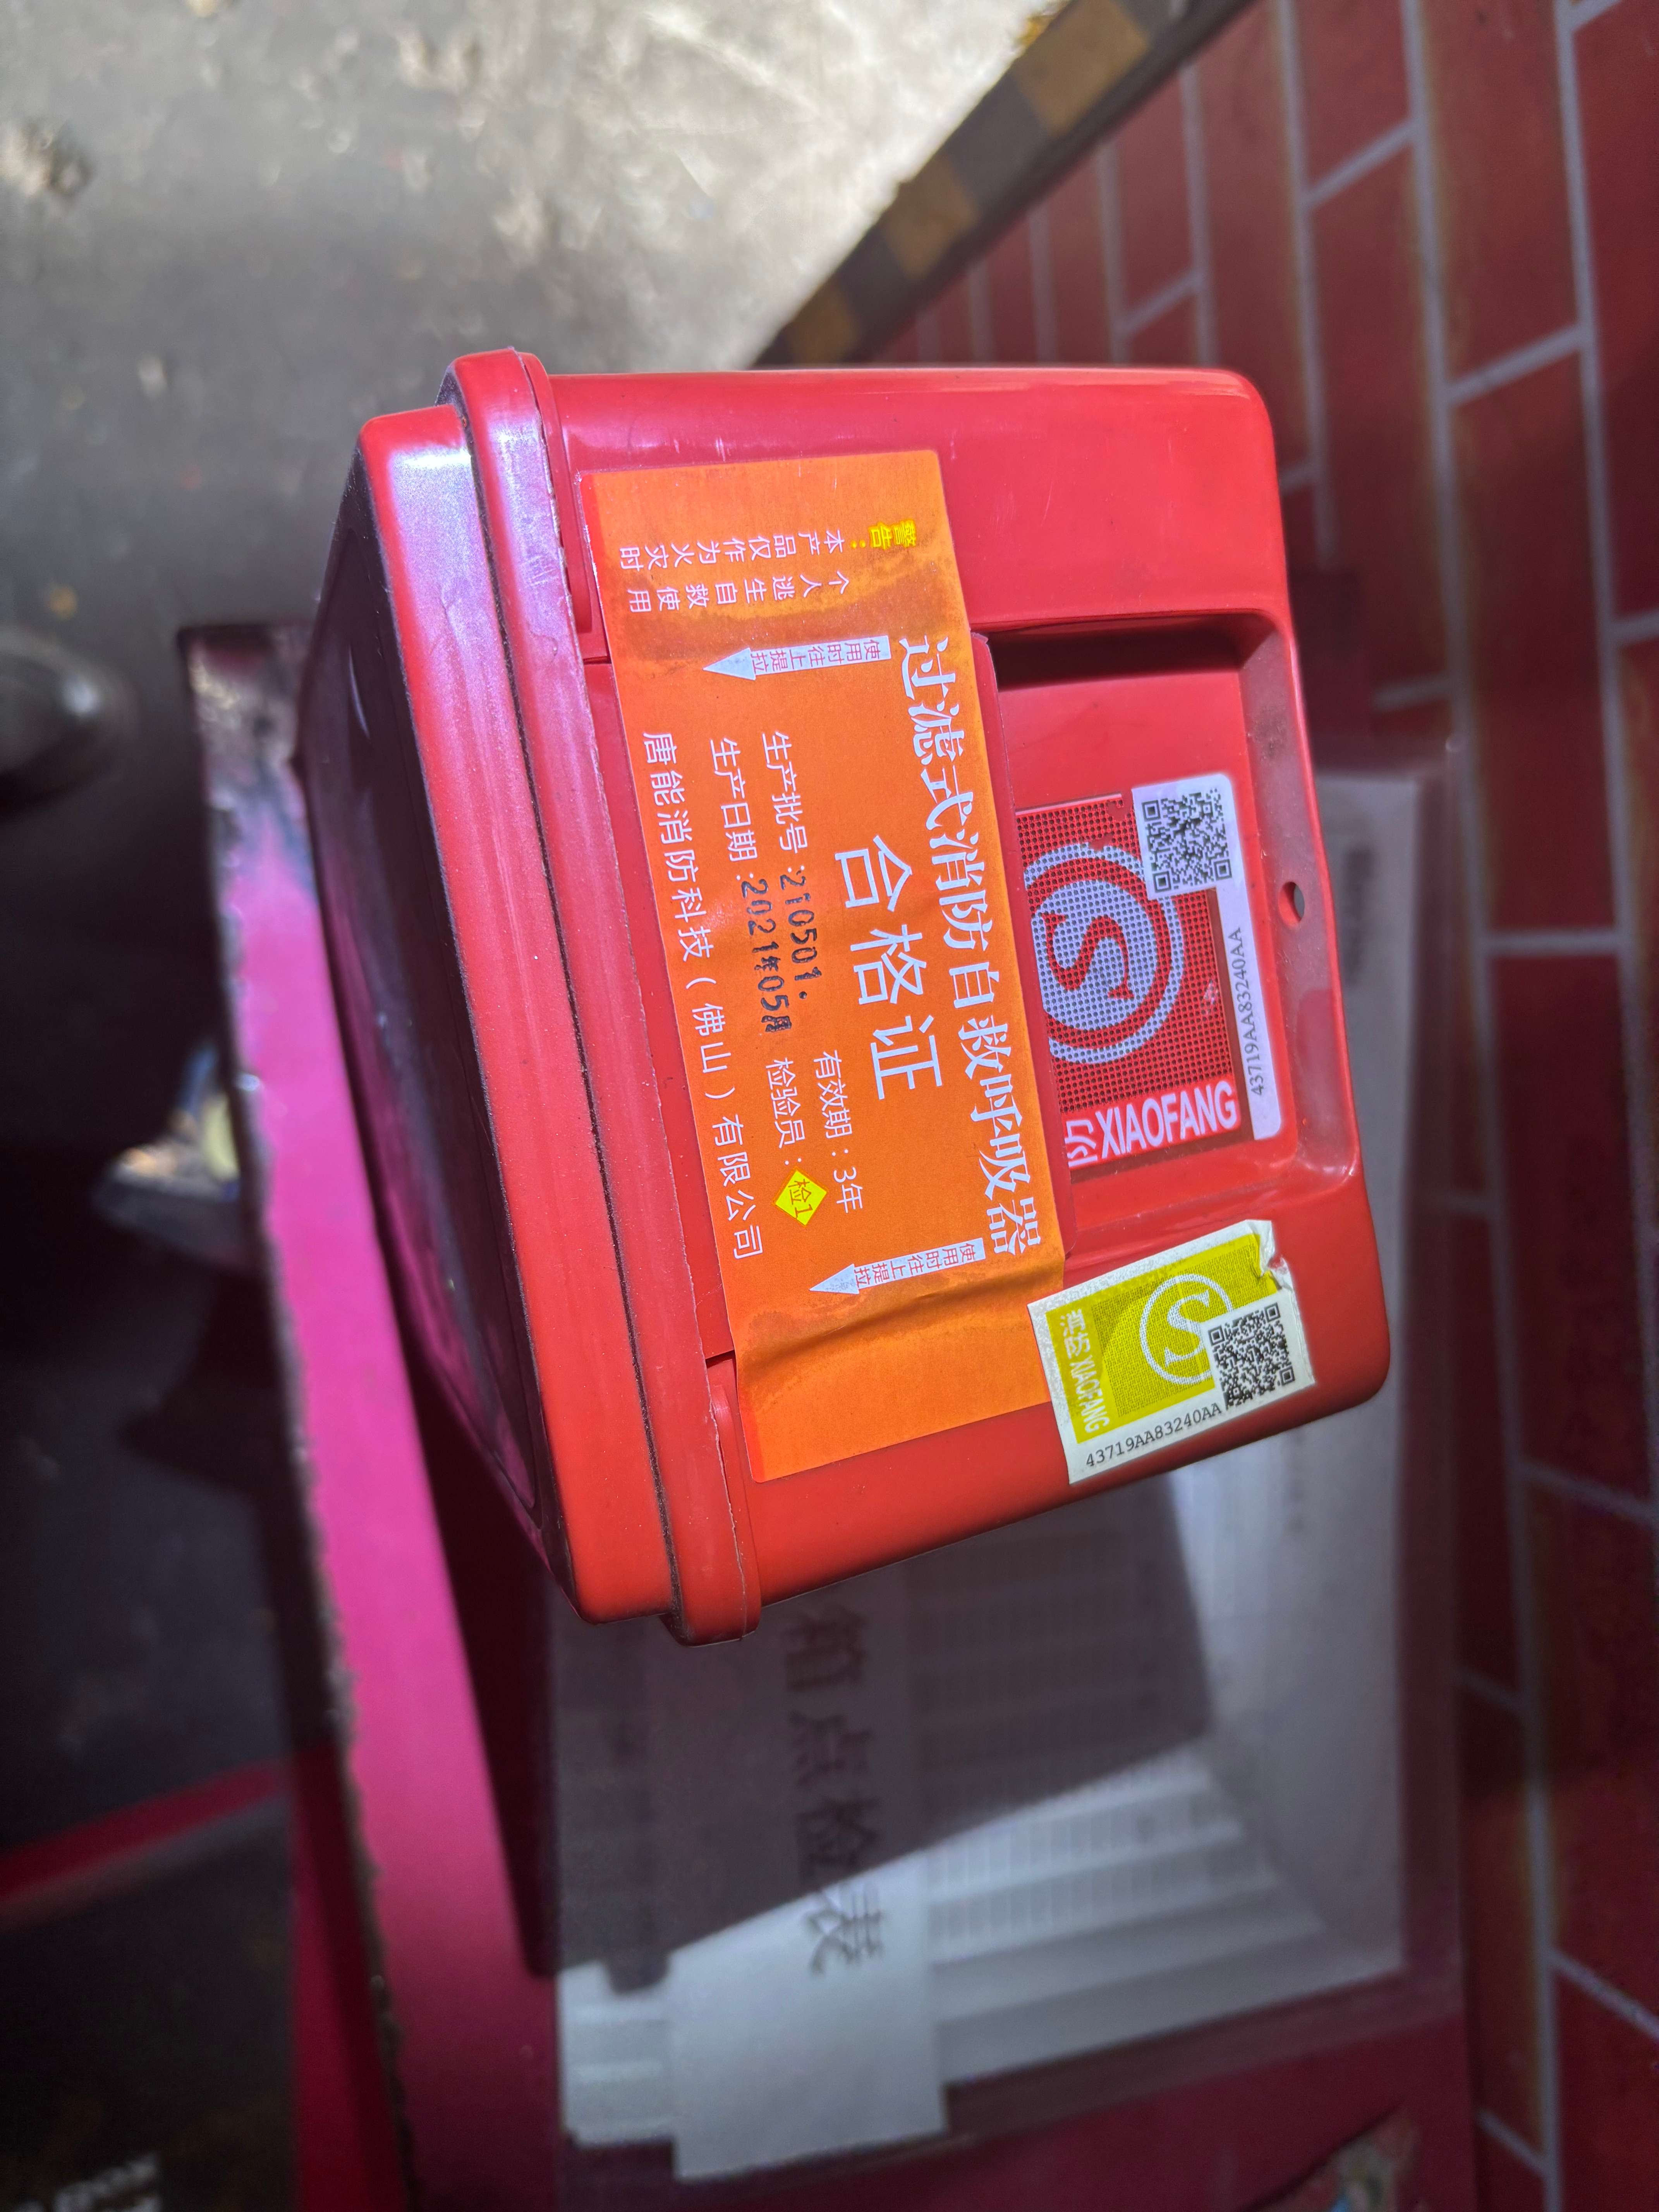 过滤式消防自救呼吸器
合格证
生产批号:210501.
有效期:3年
生产日期:2021年05月
检验员:检1
唐能消防科技(佛山)有限公司
警告:
本产品仅作为火灾时
个人逃生自救使用
使用时往上提拉
使用时往上提拉
S
XIAOFANG
43719AA83240AA
S
XIAOFANG
43719AA83240AA
箱点检表